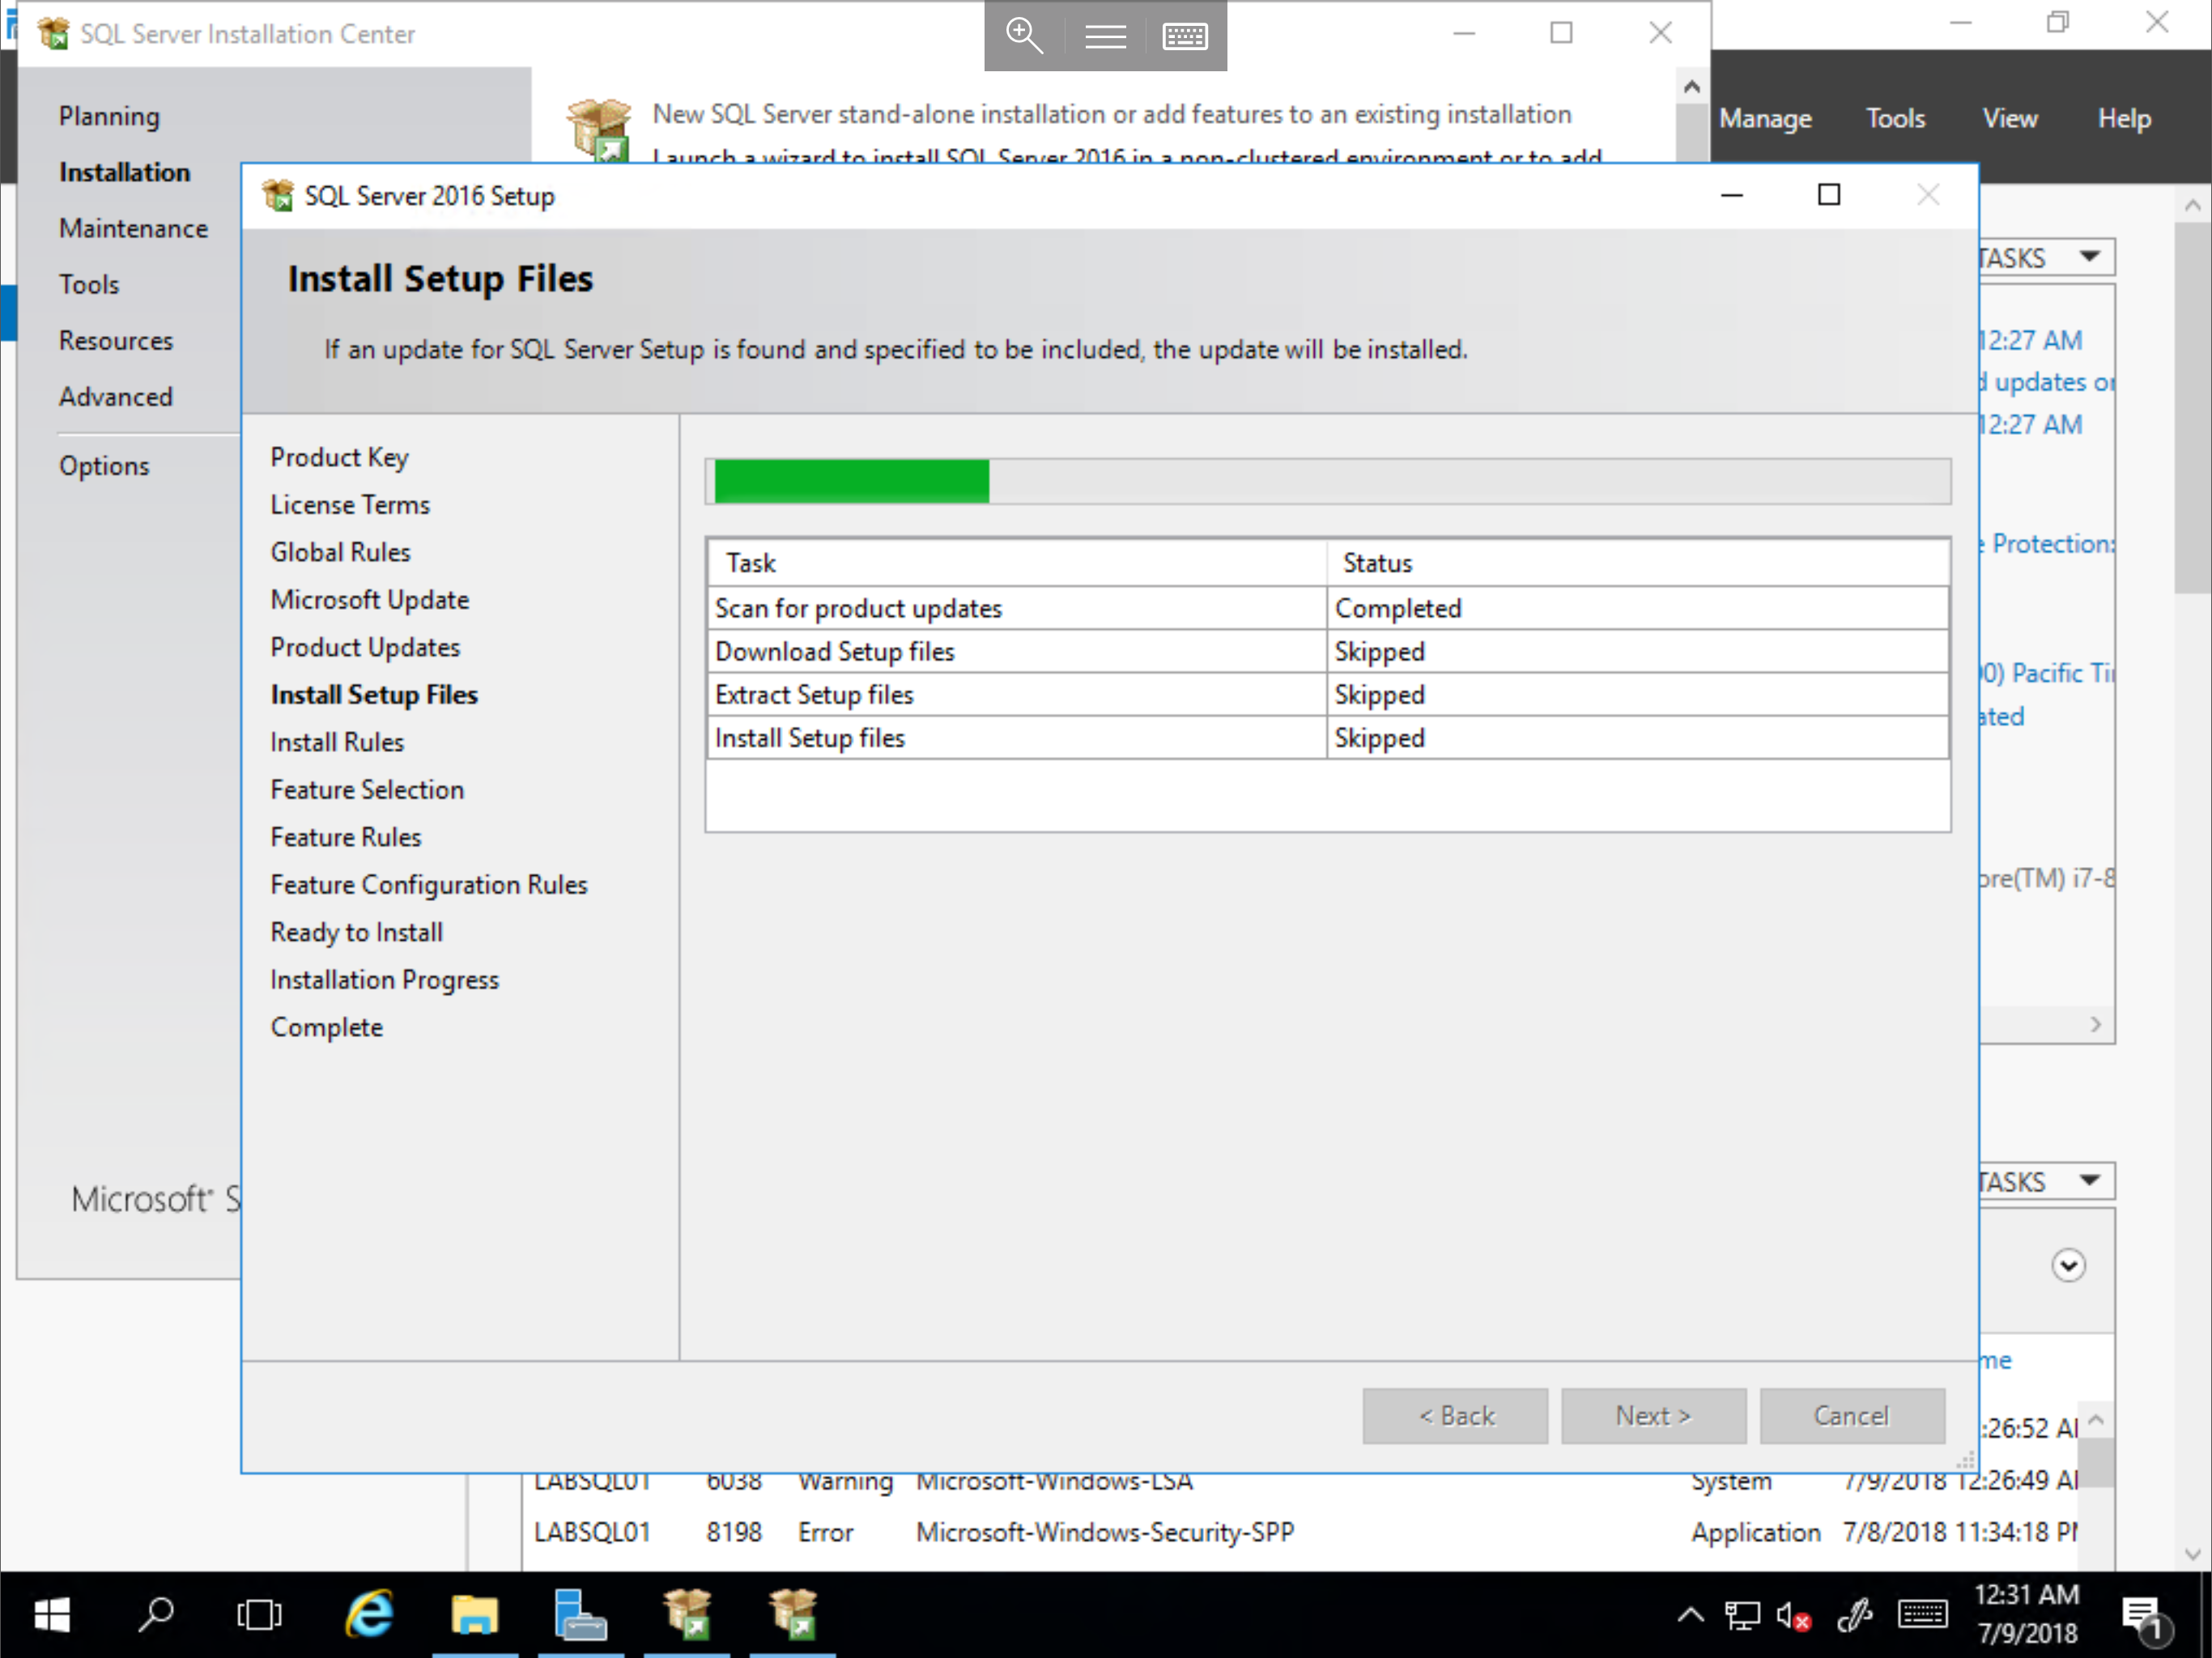 SQL Server Installation Center
Planning
Installation
Maintenance
Tools
Resources
Advanced
Options
Microsoft® S
New SQL Server stand-alone installation or add features to an existing installation
Launch a wizard to install SQL Server 2016 in a non-clustered environment or to add
Manage Tools View Help
SQL Server 2016 Setup
Install Setup Files
If an update for SQL Server Setup is found and specified to be included, the update will be installed.
Product Key
License Terms
Global Rules
Microsoft Update
Product Updates
Install Setup Files
Install Rules
Feature Selection
Feature Rules
Feature Configuration Rules
Ready to Install
Installation Progress
Complete
Task Status
Scan for product updates Completed
Download Setup files Skipped
Extract Setup files Skipped
Install Setup files Skipped
< Back Next > Cancel
TASKS
12:27 AM
d updates or
12:27 AM
e Protection:
00) Pacific Ti
ated
ore(TM) i7-8
TASKS
me
:26:52 A
LABSQL01 6038 Warning Microsoft-Windows-LSA System 7/9/2018 12:26:49 A
LABSQL01 8198 Error Microsoft-Windows-Security-SPP Application 7/8/2018 11:34:18 P
12:31 AM
7/9/2018
1